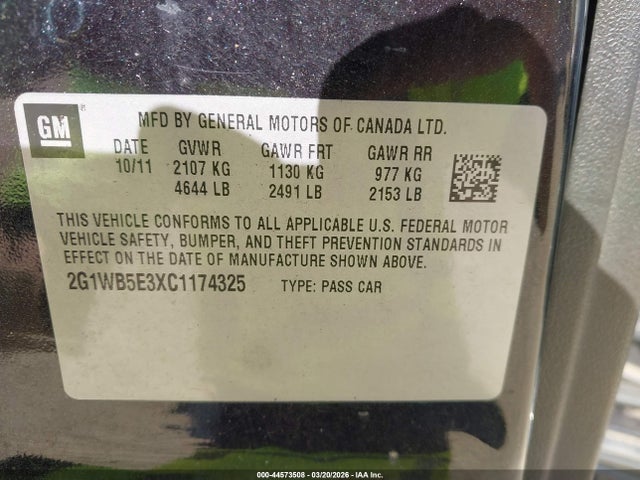 GM
MFD BY GENERAL MOTORS OF CANADA LTD.
DATE GVWR GAWR FRT GAWR RR
10/11 2107 KG 1130 KG 977 KG
4644 LB 2491 LB 2153 LB
THIS VEHICLE CONFORMS TO ALL APPLICABLE U.S. FEDERAL MOTOR
VEHICLE SAFETY, BUMPER, AND THEFT PREVENTION STANDARDS IN
EFFECT ON THE DATE OF MANUFACTURE SHOWN ABOVE.
2G1WB5E3XC1174325 TYPE: PASS CAR
000-44573508 - 03/20/2026 - IAA Inc.